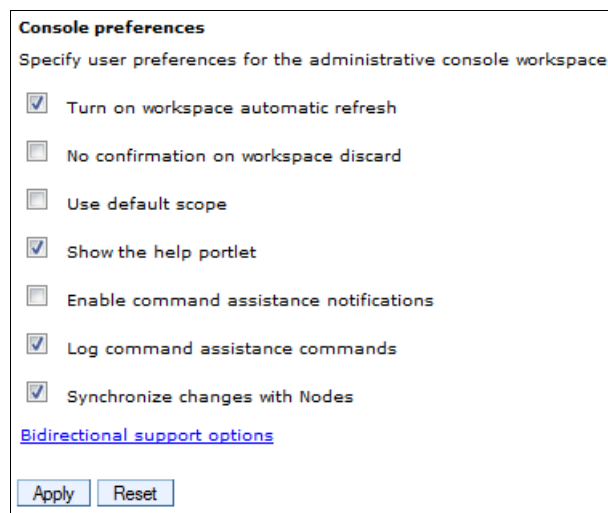 Console preferences
Specify user preferences for the administrative console workspace
Turn on workspace automatic refresh
No confirmation on workspace discard
Use default scope
Show the help portlet
Enable command assistance notifications
Log command assistance commands
Synchronize changes with Nodes
Bidirectional support options
Apply Reset